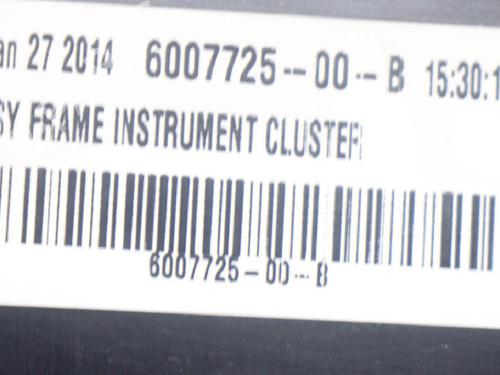 an 27 2014 6007725--00--B 15:30:1
SY FRAME INSTRUMENT CLUSTER
6007725-00--B